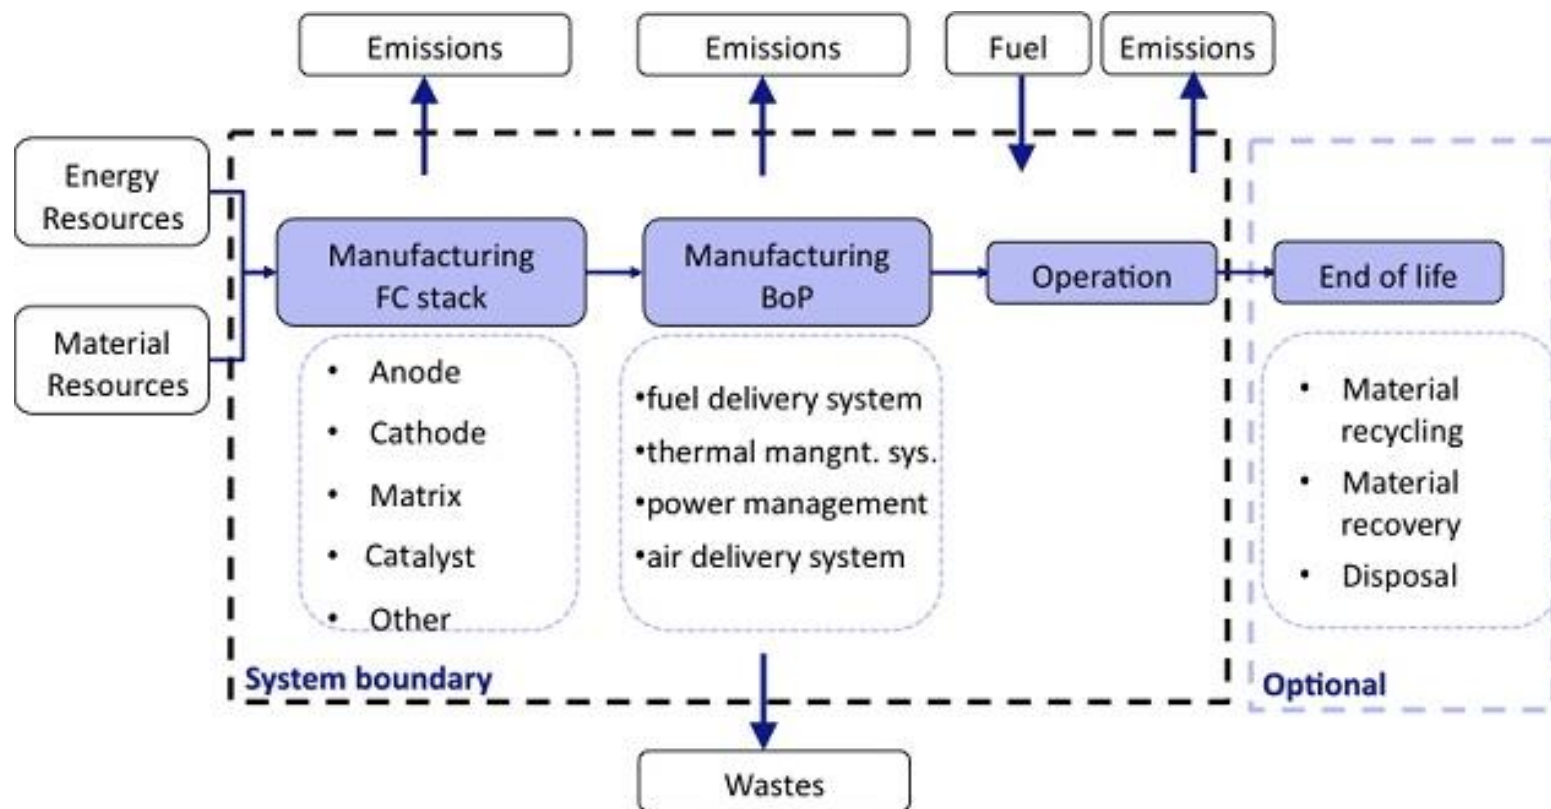 Emissions
Emissions
Fuel
Emissions
Energy
Resources
Material
Resources
Manufacturing
FC stack
Manufacturing
BoP
Operation
End of life
• Anode
• Cathode
• Matrix
• Catalyst
• Other
•fuel delivery system
•thermal mangnt. sys.
•power management
•air delivery system
• Material
recycling
• Material
recovery
• Disposal
System boundary
Optional
Wastes